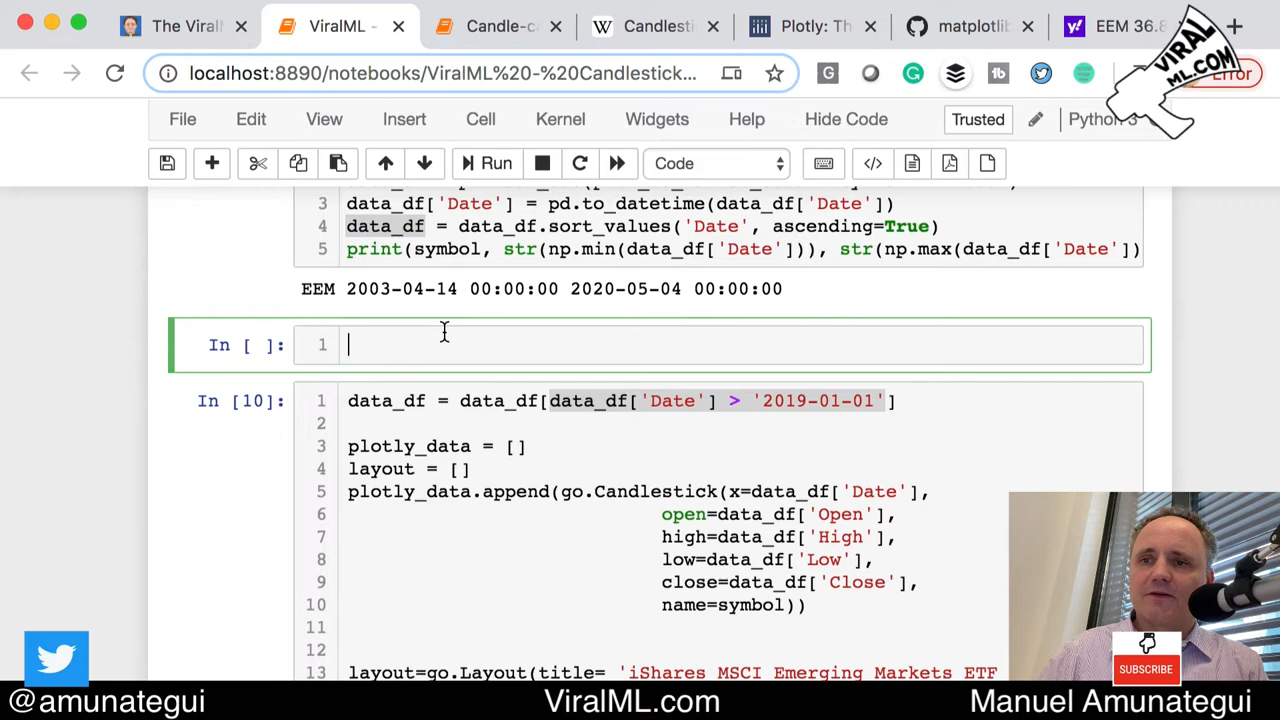 The Viral
ViralML -
Candle-c
Candlesti
Plotly: Th
matplotlib
EEM 36.8
localhost:8890/notebooks/ViralML%20-%20Candlestick...
Error
VIRAL
ML.COM
File Edit View Insert Cell Kernel Widgets Help Hide Code Trusted Python 3
Run Code
3 data_df['Date'] = pd.to_datetime(data_df['Date'])
4 data_df = data_df.sort_values('Date', ascending=True)
5 print(symbol, str(np.min(data_df['Date'])), str(np.max(data_df['Date'])
EEM 2003-04-14 00:00:00 2020-05-04 00:00:00
In [ ]: 1
In [10]: 1 data_df = data_df[data_df['Date'] > '2019-01-01']
2
3 plotly_data = []
4 layout = []
5 plotly_data.append(go.Candlestick(x=data_df['Date'],
6 open=data_df['Open'],
7 high=data_df['High'],
8 low=data_df['Low'],
9 close=data_df['Close'],
10 name=symbol))
11
12
13 layout=go.Layout(title= 'iShares MSCI Emerging Markets ETF
SUBSCRIBE
@amunategui ViralML.com Manuel Amunategui